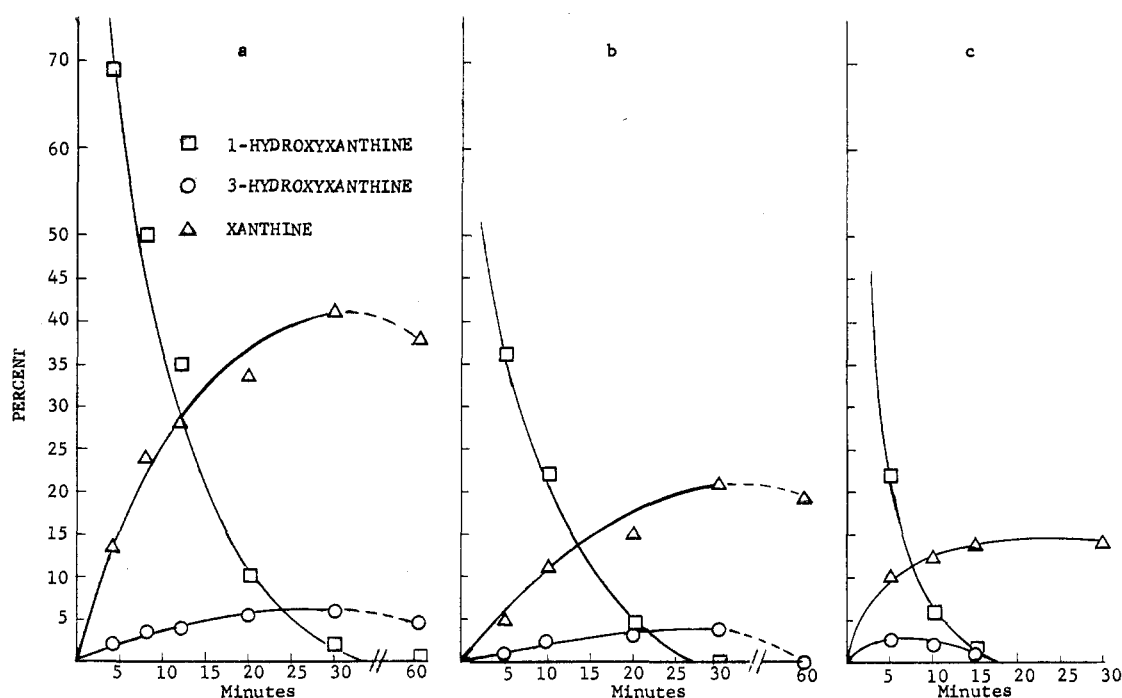 a
b
c
70
60
50
45
40
35
30
25
20
15
10
5
PERCENT
1-HYDROXYXANTHINE
3-HYDROXYXANTHINE
XANTHINE
5 10 15 20 25 30 60
Minutes
5 10 15 20 25 30 60
Minutes
5 10 15 20 25 30
Minutes